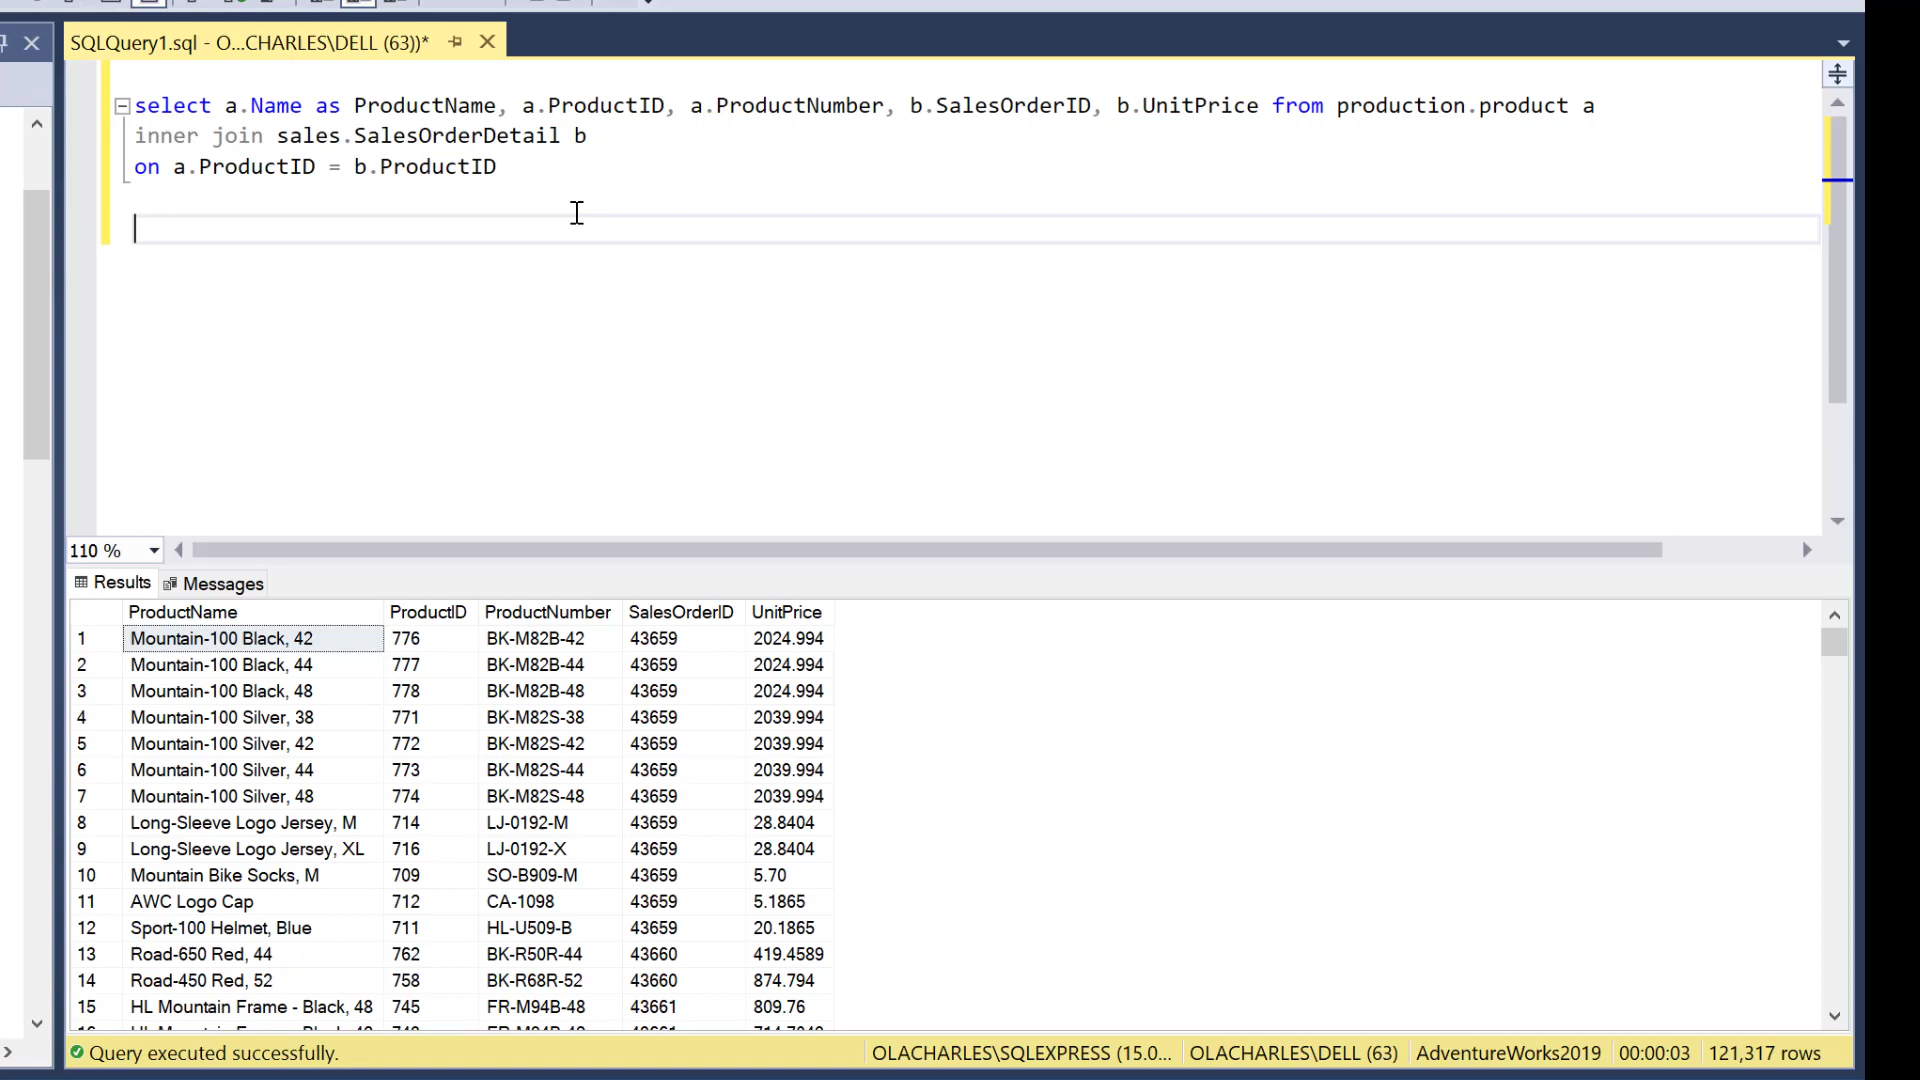 SQLQuery1.sql - O...CHARLES\DELL (63))*
select a.Name as ProductName, a.ProductID, a.ProductNumber, b.SalesOrderID, b.UnitPrice from production.product a
inner join sales.SalesOrderDetail b
on a.ProductID = b.ProductID
110 %
Results Messages
ProductName ProductID ProductNumber SalesOrderID UnitPrice
1 Mountain-100 Black, 42 776 BK-M82B-42 43659 2024.994
2 Mountain-100 Black, 44 777 BK-M82B-44 43659 2024.994
3 Mountain-100 Black, 48 778 BK-M82B-48 43659 2024.994
4 Mountain-100 Silver, 38 771 BK-M82S-38 43659 2039.994
5 Mountain-100 Silver, 42 772 BK-M82S-42 43659 2039.994
6 Mountain-100 Silver, 44 773 BK-M82S-44 43659 2039.994
7 Mountain-100 Silver, 48 774 BK-M82S-48 43659 2039.994
8 Long-Sleeve Logo Jersey, M 714 LJ-0192-M 43659 28.8404
9 Long-Sleeve Logo Jersey, XL 716 LJ-0192-X 43659 28.8404
10 Mountain Bike Socks, M 709 SO-B909-M 43659 5.70
11 AWC Logo Cap 712 CA-1098 43659 5.1865
12 Sport-100 Helmet, Blue 711 HL-U509-B 43659 20.1865
13 Road-650 Red, 44 762 BK-R50R-44 43660 419.4589
14 Road-450 Red, 52 758 BK-R68R-52 43660 874.794
15 HL Mountain Frame - Black, 48 745 FR-M94B-48 43661 809.76
Query executed successfully. OLACHARLES\SQLEXPRESS (15.0... OLACHARLES\DELL (63) AdventureWorks2019 00:00:03 121,317 rows